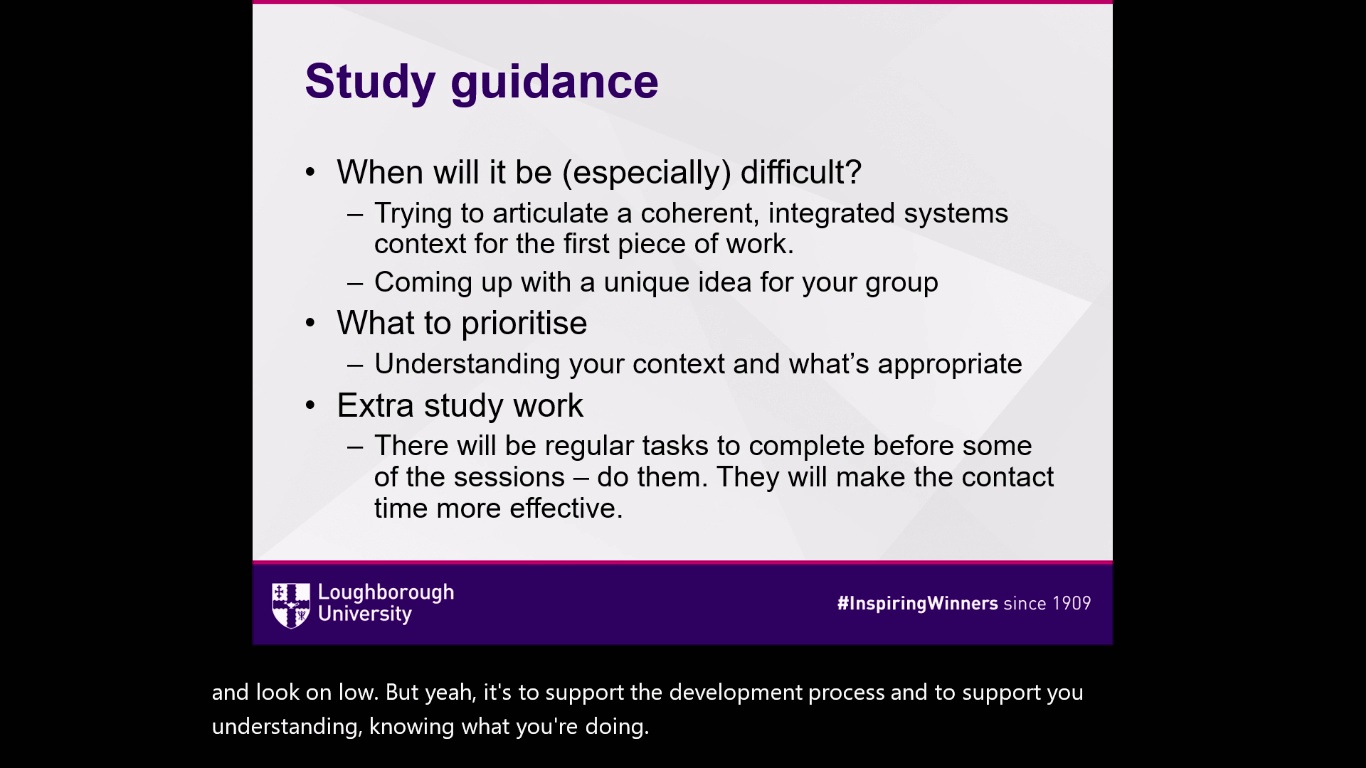 Study guidance
• When will it be (especially) difficult?
– Trying to articulate a coherent, integrated systems
context for the first piece of work.
– Coming up with a unique idea for your group
• What to prioritise
– Understanding your context and what’s appropriate
• Extra study work
– There will be regular tasks to complete before some
of the sessions – do them. They will make the contact
time more effective.
Loughborough
University
#InspiringWinners since 1909
and look on low. But yeah, it's to support the development process and to support you
understanding, knowing what you're doing.